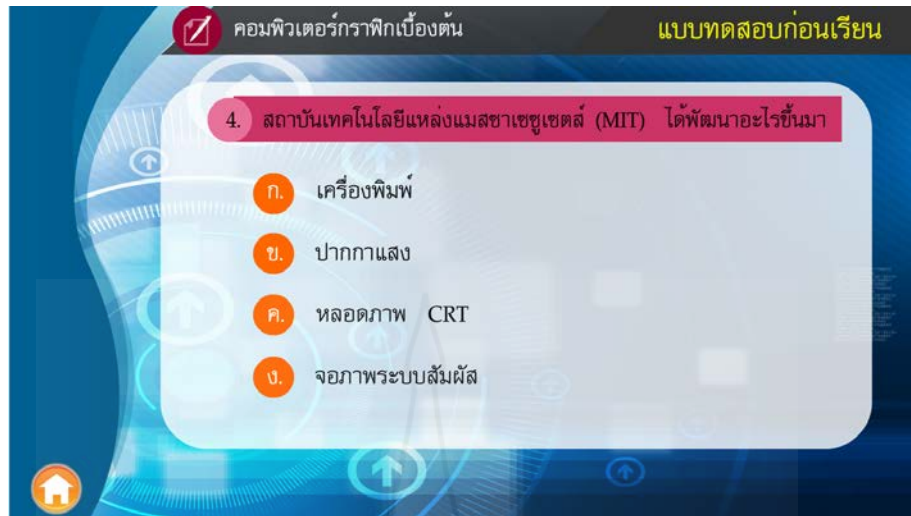 คอมพิวเตอร์กราฟิกเบื้องต้น
แบบทดสอบก่อนเรียน
4. สถาบันเทคโนโลยีแหล่งแมสซาเซซูเซตส์ (MIT) ได้พัฒนาอะไรขึ้นมา
ก. เครื่องพิมพ์
ข. ปากกาแสง
ค. หลอดภาพ CRT
ง. จอภาพระบบสัมผัส